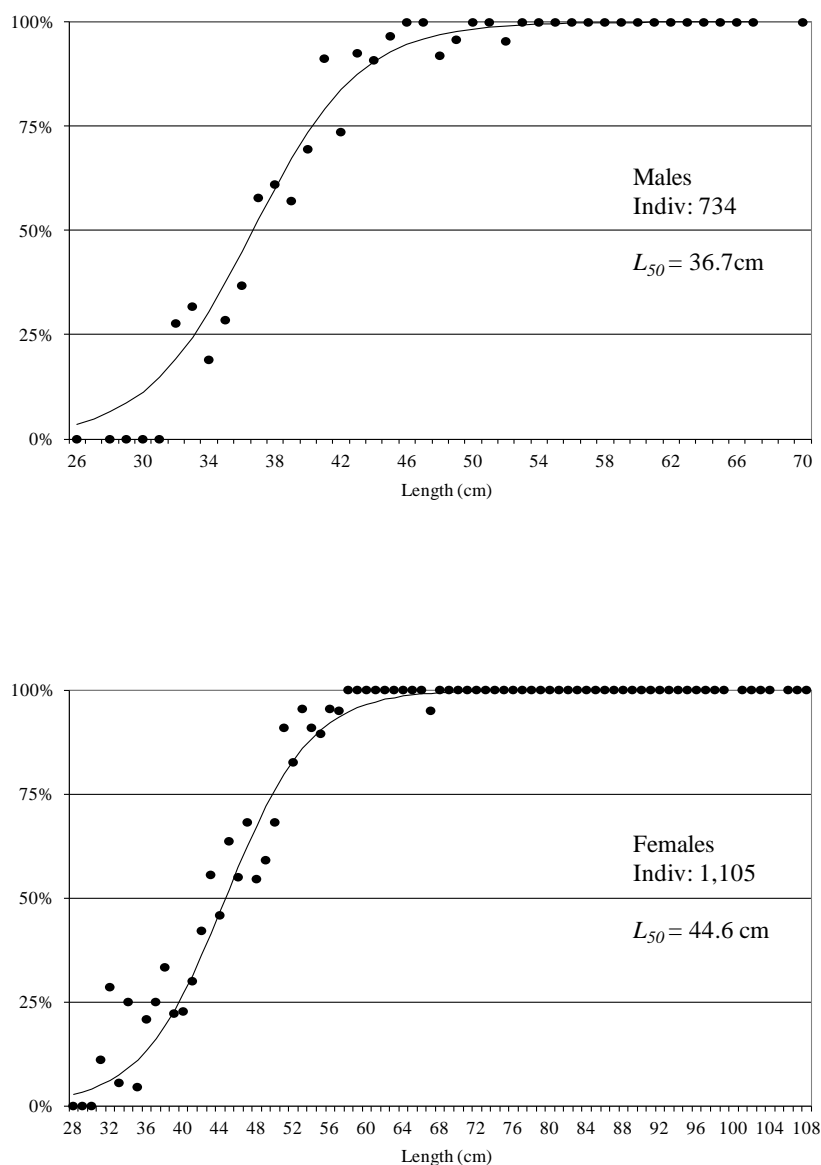 100%
75%
50%
25%
0%
Males
Indiv: 734
L50 = 36.7cm
26 30 34 38 42 46 50 54 58 62 66 70
Length (cm)
100%
75%
50%
25%
0%
Females
Indiv: 1,105
L50 = 44.6 cm
28 32 36 40 44 48 52 56 60 64 68 72 76 80 84 88 92 96 100 104 108
Length (cm)